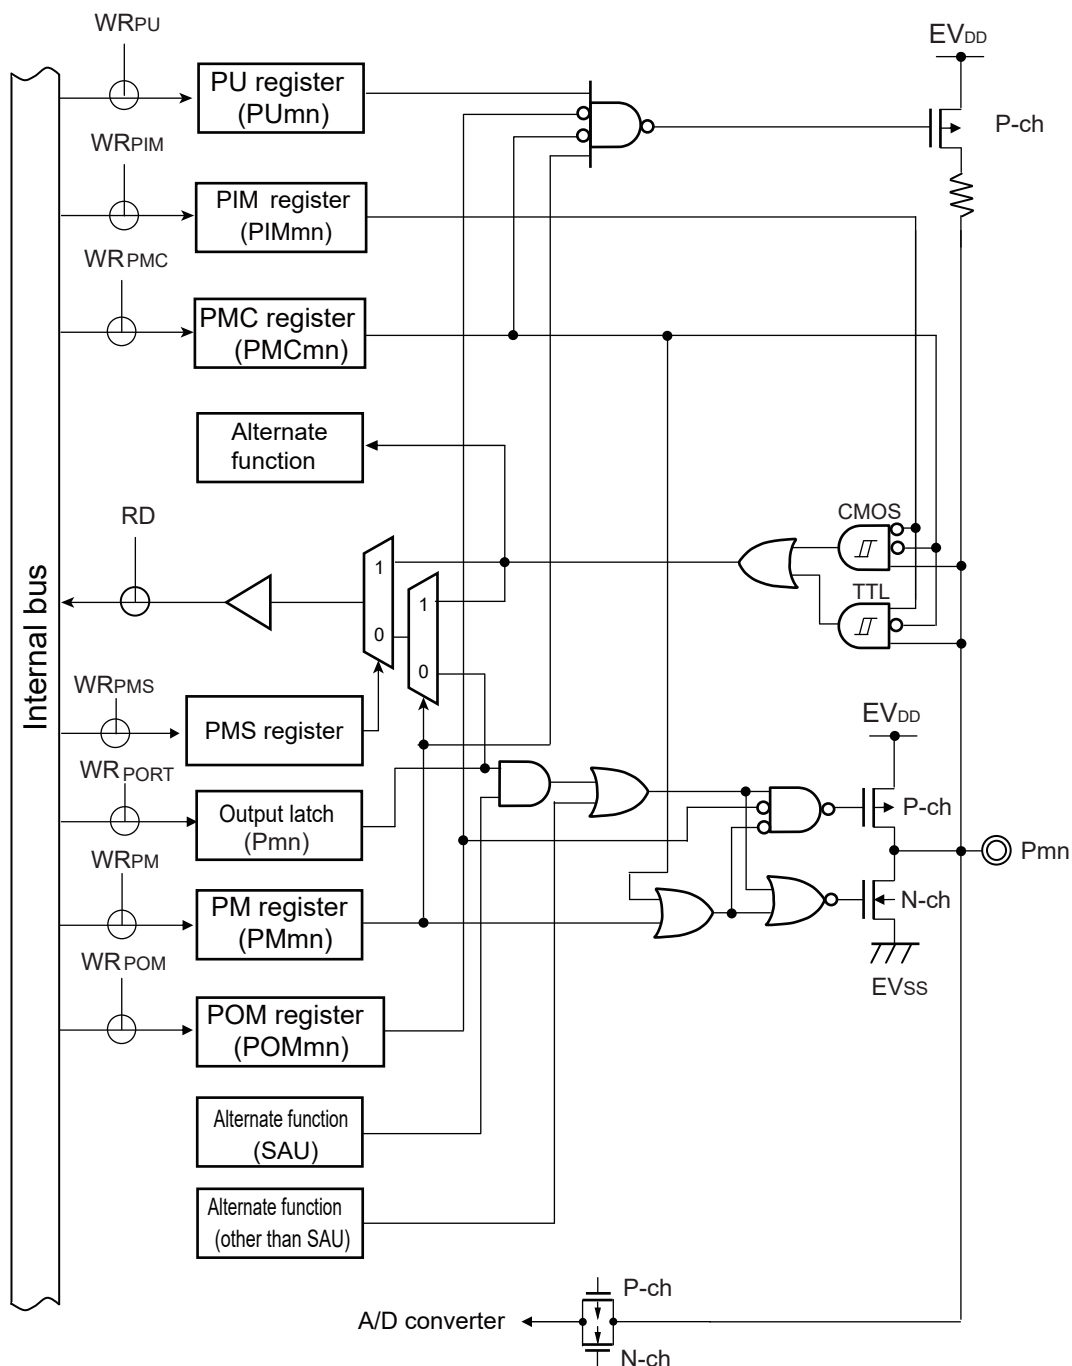 WRPU
EVDD
PU register
(PUmn)
P-ch
WRPIM
PIM register
(PIMmn)
WRPMC
PMC register
(PMCmn)
Alternate
function
CMOS
RD
1
1
TTL
0
0
Internal bus
WRPMS
PMS register
EVDD
WRPORT
Output latch
(Pmn)
P-ch
Pmn
WRPM
PM register
(PMmn)
N-ch
WRPOM
EVSS
POM register
(POMmn)
Alternate function
(SAU)
Alternate function
(other than SAU)
P-ch
A/D converter
N-ch